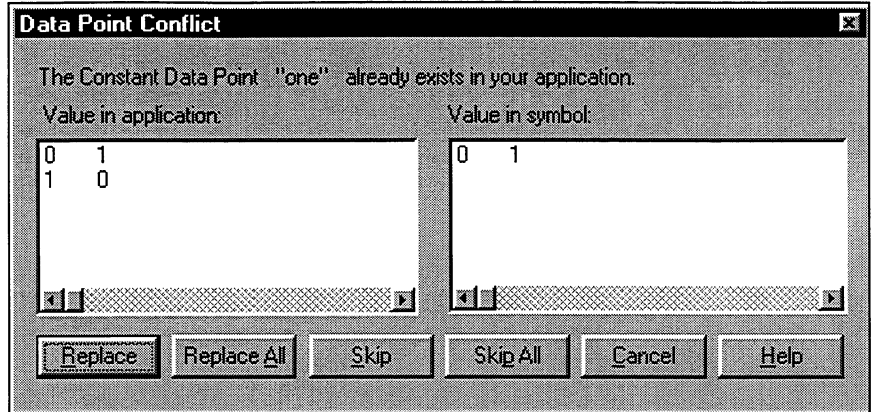 Data Point Conflict
The Constant Data Point "one" already exists in your application.
Value in application:
Value in symbol:
0 1
1 0
0 1
Replace Replace All Skip Skip All Cancel Help